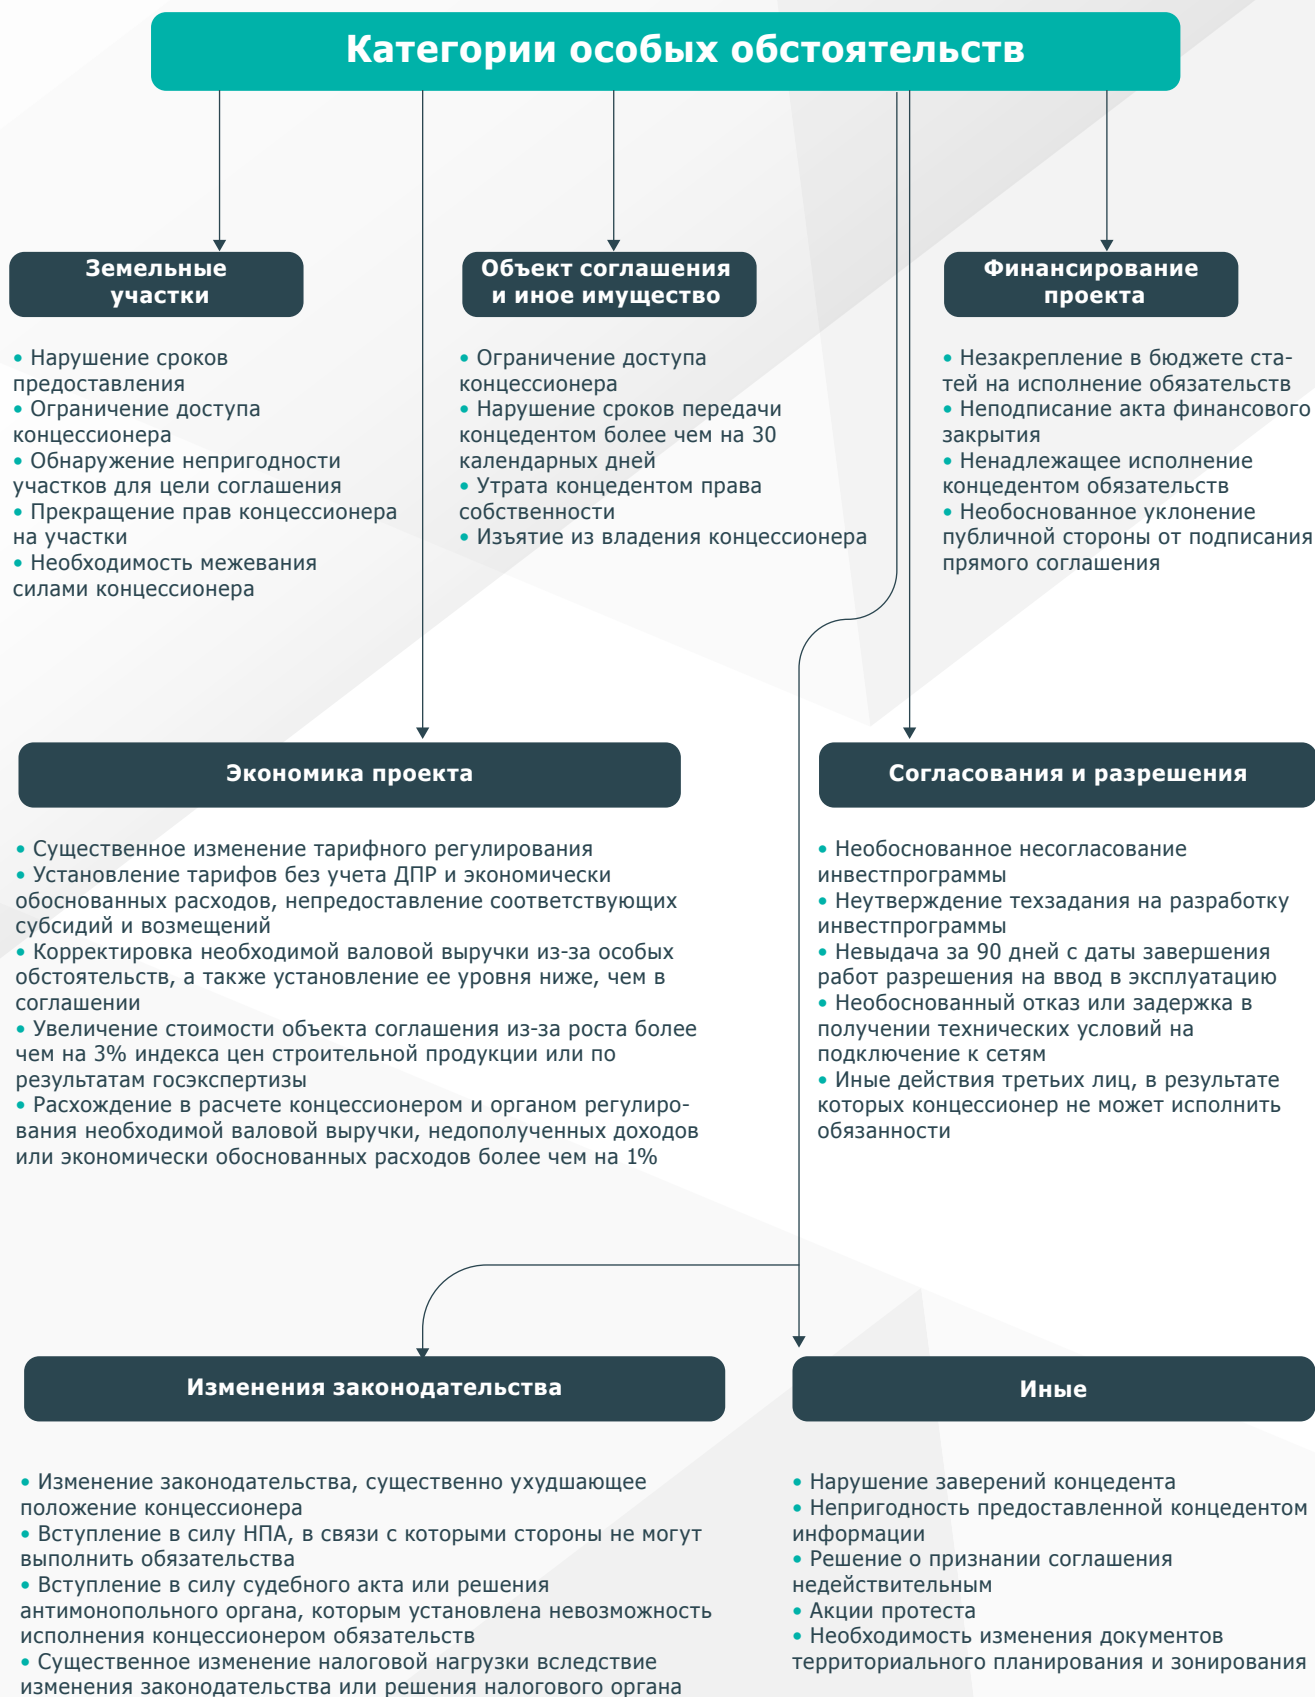 Категории особых обстоятельств
Земельные
участки
• Нарушение сроков
предоставления
• Ограничение доступа
концессионера
• Обнаружение непригодности
участков для цели соглашения
• Прекращение прав концессионера
на участки
• Необходимость межевания
силами концессионера
Объект соглашения
и иное имущество
• Ограничение доступа
концессионера
• Нарушение сроков передачи
концедентом более чем на 30
календарных дней
• Утрата концедентом права
собственности
• Изъятие из владения концессионера
Финансирование
проекта
• Незакрепление в бюджете ста-
тей на исполнение обязательств
• Неподписание акта финансового
закрытия
• Ненадлежащее исполнение
концедентом обязательств
• Необоснованное уклонение
публичной стороны от подписания
прямого соглашения
Экономика проекта
• Существенное изменение тарифного регулирования
• Установление тарифов без учета ДПР и экономически
обоснованных расходов, непредоставление соответствующих
субсидий и возмещений
• Корректировка необходимой валовой выручки из-за особых
обстоятельств, а также установление ее уровня ниже, чем в
соглашении
• Увеличение стоимости объекта соглашения из-за роста более
чем на 3% индекса цен строительной продукции или по
результатам госэкспертизы
• Расхождение в расчете концессионером и органом регулиро-
вания необходимой валовой выручки, недополученных доходов
или экономически обоснованных расходов более чем на 1%
Согласования и разрешения
• Необоснованное несогласование
инвестпрограммы
• Неутверждение техзадания на разработку
инвестпрограммы
• Невыдача за 90 дней с даты завершения
работ разрешения на ввод в эксплуатацию
• Необоснованный отказ или задержка в
получении технических условий на
подключение к сетям
• Иные действия третьих лиц, в результате
которых концессионер не может исполнить
обязанности
Изменения законодательства
• Изменение законодательства, существенно ухудшающее
положение концессионера
• Вступление в силу НПА, в связи с которыми стороны не могут
выполнить обязательства
• Вступление в силу судебного акта или решения
антимонопольного органа, которым установлена невозможность
исполнения концессионером обязательств
• Существенное изменение налоговой нагрузки вследствие
изменения законодательства или решения налогового органа
Иные
• Нарушение заверений концедента
• Непригодность предоставленной концедентом
информации
• Решение о признании соглашения
недействительным
• Акции протеста
• Необходимость изменения документов
территориального планирования и зонирования